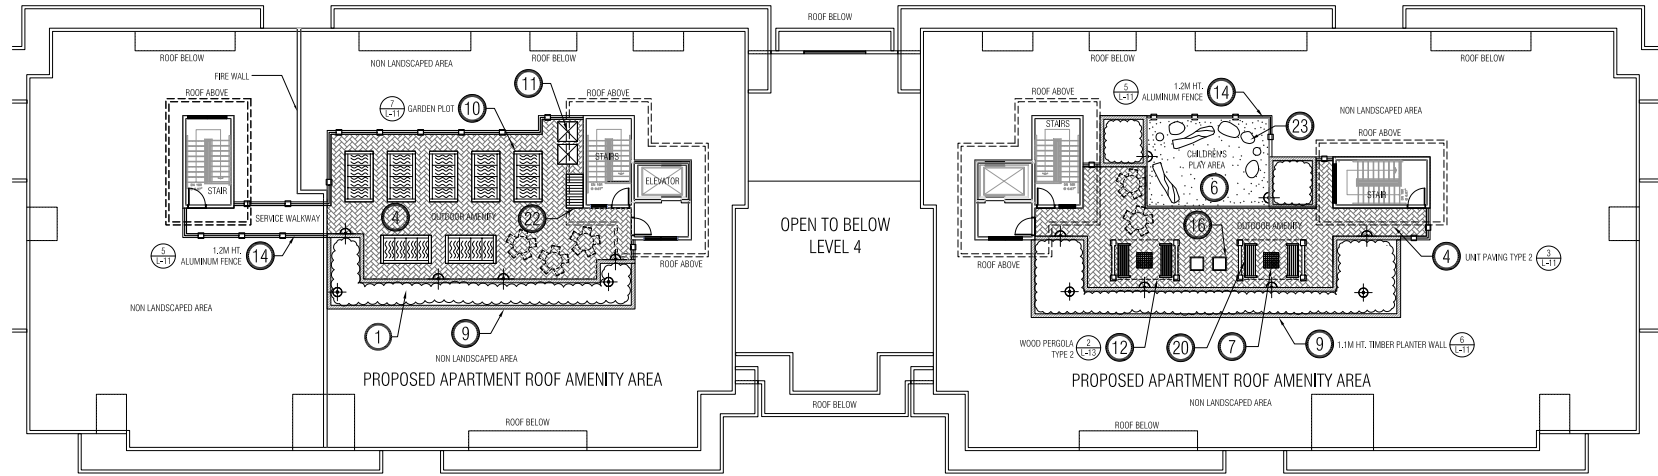 ROOF BELOW
ROOF BELOW
NON LANDSCAPED AREA
ROOF BELOW
ROOF BELOW
ROOF BELOW
FIRE WALL
ROOF ABOVE
11
ROOF ABOVE
7
L-11
GARDEN PLOT
10
STAIRS
STAIR
ELEVATOR
SERVICE WALKWAY
4
OUTDOOR AMENITY
22
5
L-11
1.2M HT.
ALUMINUM FENCE
14
ROOF ABOVE
NON LANDSCAPED AREA
1
9
NON LANDSCAPED AREA
PROPOSED APARTMENT ROOF AMENITY AREA
ROOF BELOW
OPEN TO BELOW
LEVEL 4
ROOF BELOW
5
L-11
1.2M HT.
ALUMINUM FENCE
14
NON LANDSCAPED AREA
ROOF ABOVE
STAIRS
23
ROOF ABOVE
CHILDREN'S
PLAY AREA
6
STAIR
16
OUTDOOR AMENITY
ROOF ABOVE
4
UNIT PAVING TYPE 2
3
L-11
WOOD PERGOLA
TYPE 2
2
L-13
12
20
7
9
1.1M HT. TIMBER PLANTER WALL
6
L-11
PROPOSED APARTMENT ROOF AMENITY AREA
NON LANDSCAPED AREA
ROOF BELOW